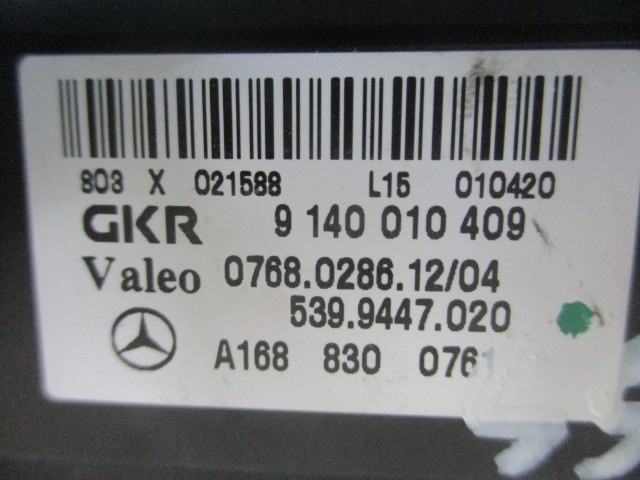 803 X 021588 L15 010420
GKR 9 140 010 409
Valeo 0768.0286.12/04
539.9447.020
A168 830 0761